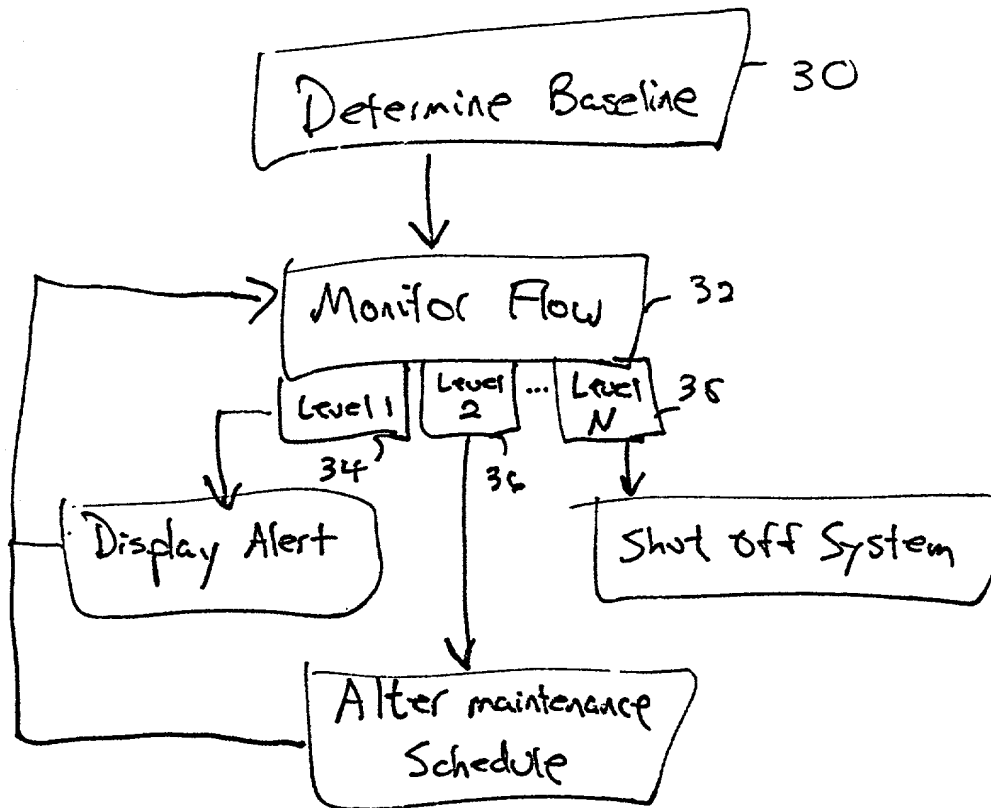 Determine Baseline
30
Monitor Flow
32
Level 1
Level
2
...
Level
N
34
36
Display Alert
Shut off System
Alter maintenance
Schedule